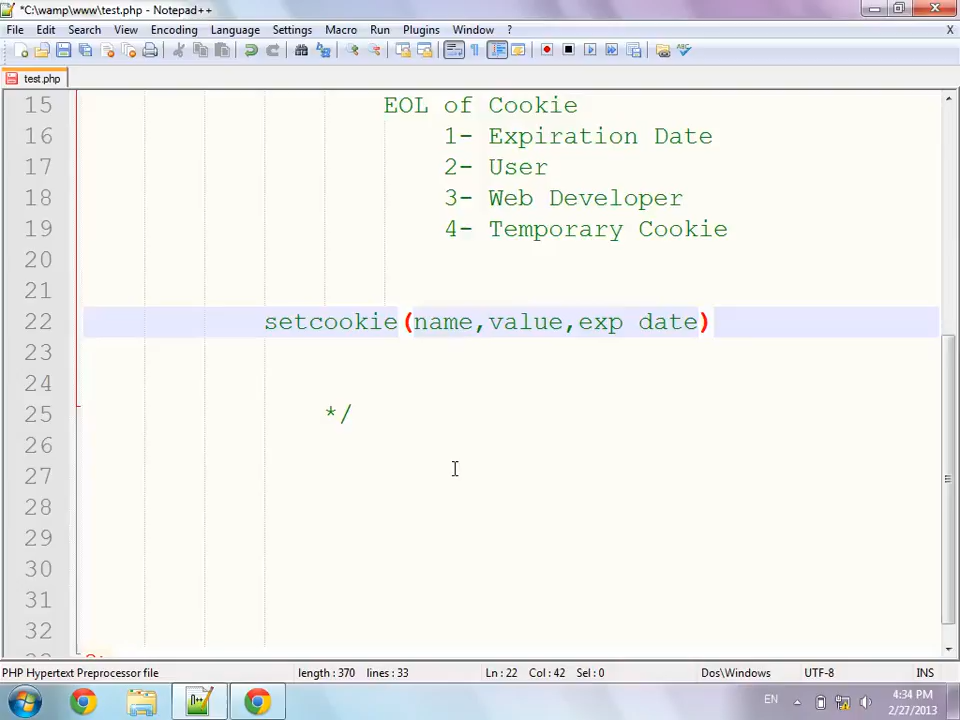 *C:\wamp\www\test.php - Notepad++
File Edit Search View Encoding Language Settings Macro Run Plugins Window ? X
test.php
15 EOL of Cookie
16 1- Expiration Date
17 2- User
18 3- Web Developer
19 4- Temporary Cookie
20
21
22 setcookie(name,value,exp date)
23
24
25 */
26
27
28
29
30
31
32
PHP Hypertext Preprocessor file length : 370 lines : 33 Ln : 22 Col : 42 Sel : 0 Dos\Windows UTF-8 INS
EN 4:34 PM
2/27/2013